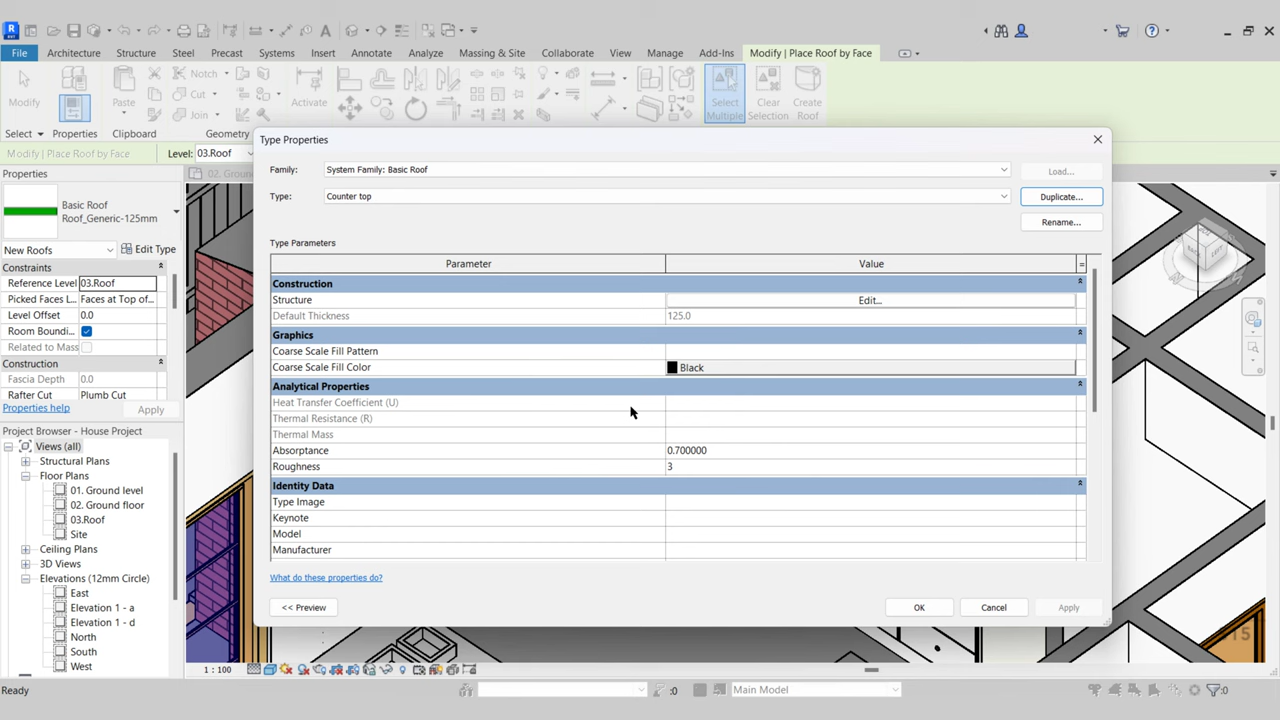 File Architecture Structure Steel Precast Systems Insert Annotate Analyze Massing & Site Collaborate View Manage Add-Ins Modify | Place Roof by Face
Modify
Paste
Notch
Cut
Join
Activate
Select Multiple
Clear Selection
Create Roof
Select Properties Clipboard Geometry
Modify | Place Roof by Face Level: 03.Roof
02. Ground
Properties
Basic Roof
Roof_Generic-125mm
New Roofs Edit Type
Constraints
Reference Level 03.Roof
Picked Faces L... Faces at Top of...
Level Offset 0.0
Room Boundi...
Related to Mass
Construction
Fascia Depth 0.0
Rafter Cut Plumb Cut
Properties help Apply
Project Browser - House Project
Views (all)
Structural Plans
Floor Plans
01. Ground level
02. Ground floor
03.Roof
Site
Ceiling Plans
3D Views
Elevations (12mm Circle)
East
Elevation 1 - a
Elevation 1 - d
North
South
West
Type Properties
Family: System Family: Basic Roof Load...
Type: Counter top Duplicate...
Rename...
Type Parameters
Parameter Value =
Construction
Structure Edit...
Default Thickness 125.0
Graphics
Coarse Scale Fill Pattern
Coarse Scale Fill Color Black
Analytical Properties
Heat Transfer Coefficient (U)
Thermal Resistance (R)
Thermal Mass
Absorptance 0.700000
Roughness 3
Identity Data
Type Image
Keynote
Model
Manufacturer
What do these properties do?
<< Preview OK Cancel Apply
1 : 100
Ready :0 Main Model :0